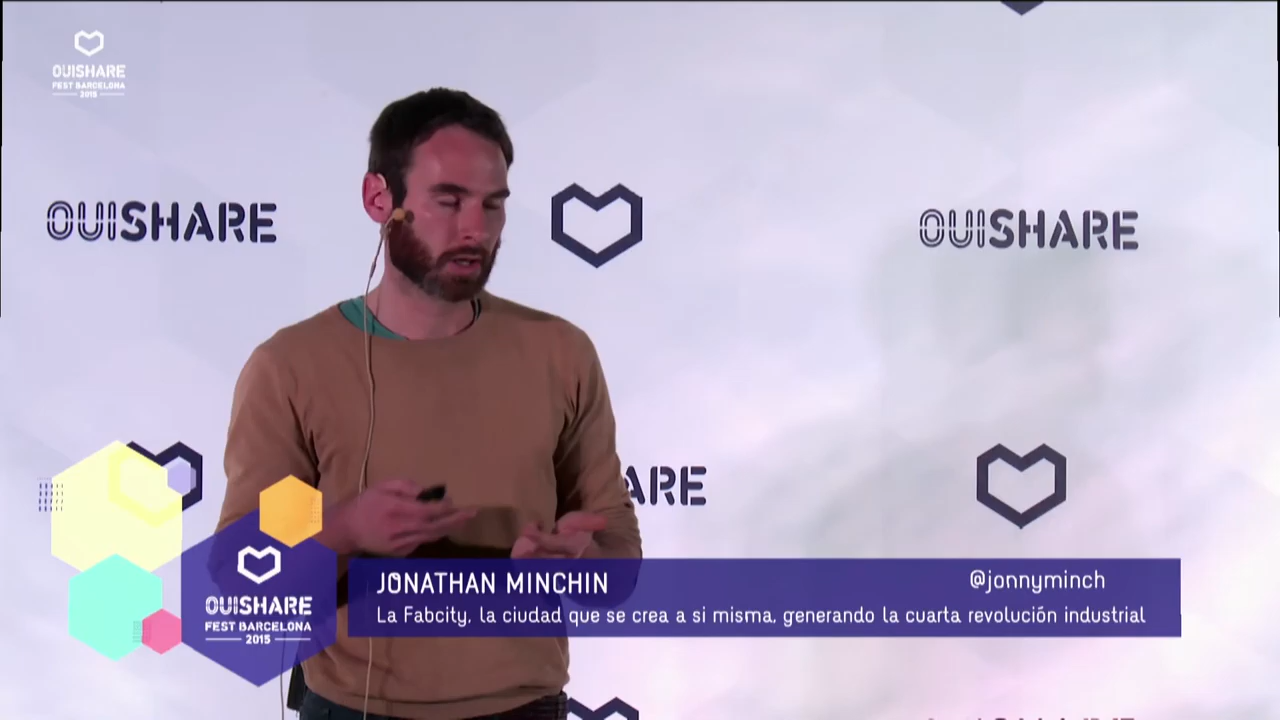 OUISHARE
FEST BARCELONA
2015
OUISHARE
OUISHARE
ARE
JONATHAN MINCHIN
@jonnyminch
La Fabcity, la ciudad que se crea a si misma, generando la cuarta revolución industrial
OUISHARE
FEST BARCELONA
2015